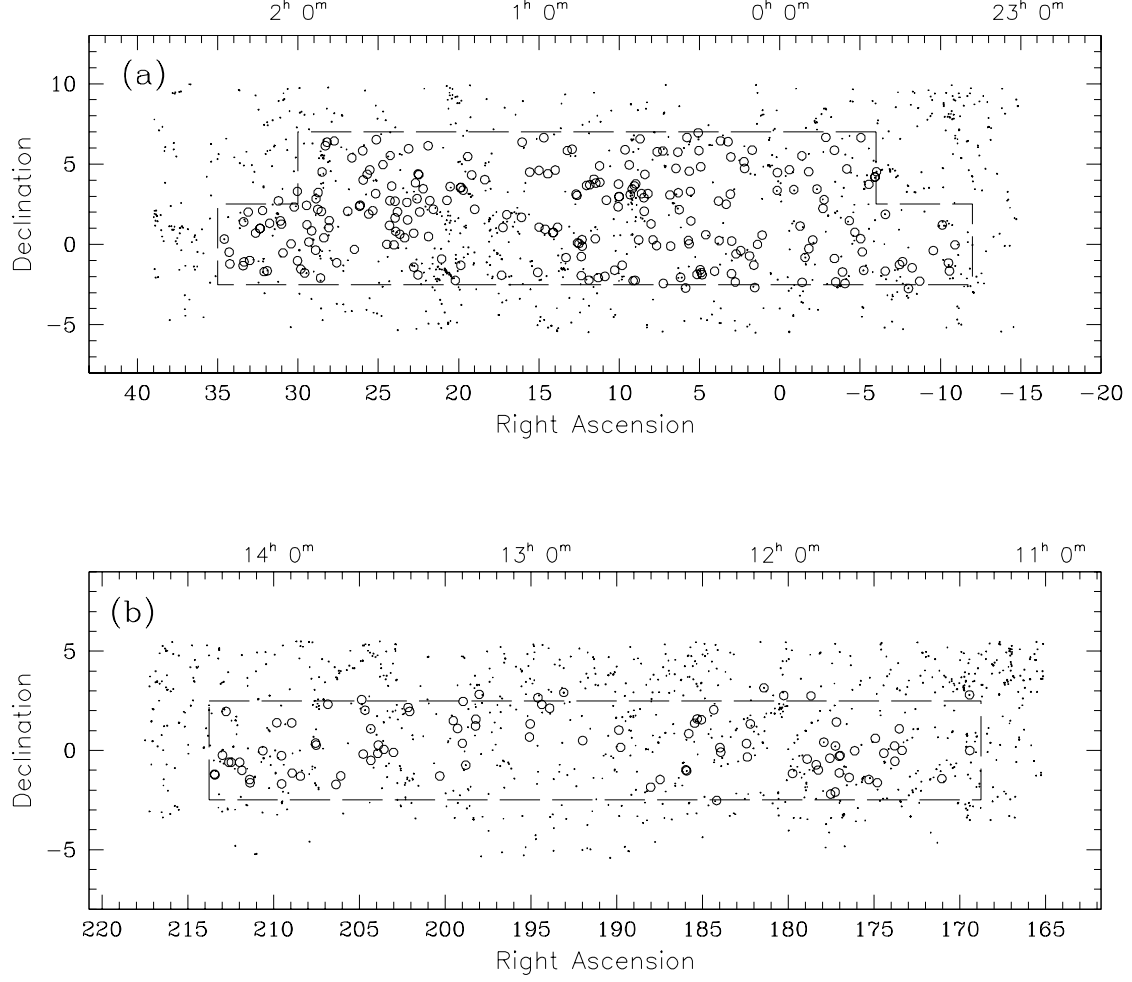 2h 0m 1h 0m 0h 0m 23h 0m
(a)
10
5
0
−5
Declination
40 35 30 25 20 15 10 5 0 −5 −10 −15 −20
Right Ascension
14h 0m 13h 0m 12h 0m 11h 0m
(b)
5
0
−5
Declination
220 215 210 205 200 195 190 185 180 175 170 165
Right Ascension